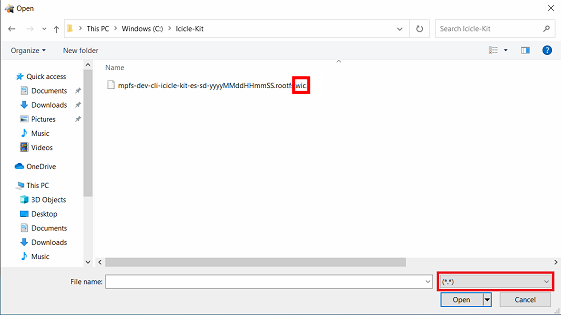 Open
This PC > Windows (C:) > Icicle-Kit
Search Icicle-Kit
Organize
New folder
Name
Quick access
Documents
Downloads
Pictures
Music
Videos
OneDrive
This PC
3D Objects
Desktop
Documents
Downloads
Music
mpfs-dev-cli-icicle-kit-es-sd-yyyyMMddHHmmSS.rootfs.wic
File name:
(*.*)
Open
Cancel